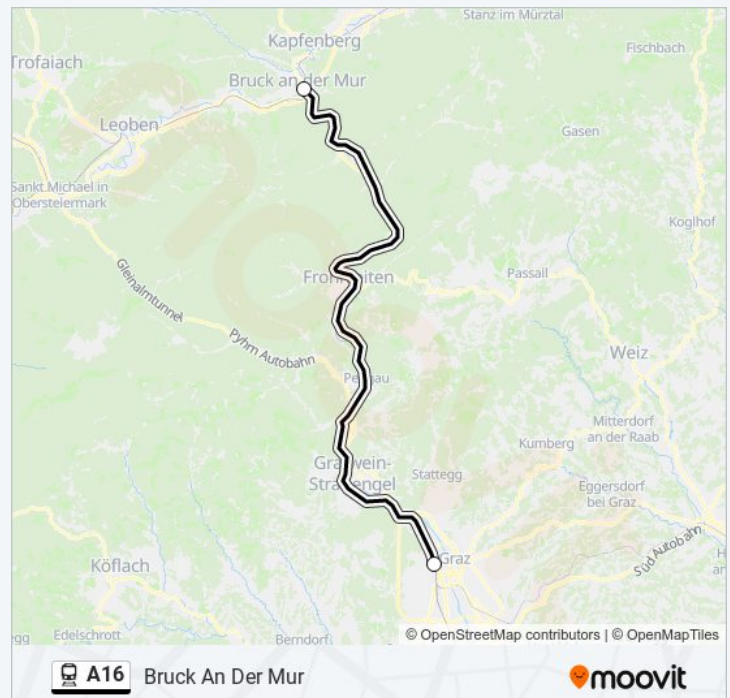 Stanz im Mürztal
Kapfenberg
Fischbach
Trofaiach
Bruck an der Mur
Leoben
Gasen
Sankt Michael in
Obersteiermark
Koglhof
Gleinalmtunnel
Frohnleiten
Passail
Pyhrn Autobahn
Weiz
Peggau
Mitterdorf
an der Raab
Kumberg
Gratwein-
Straßengel
Stattegg
Eggersdorf
bei Graz
Süd Autobahn
Graz
Köflach
Edelschrott
Berndorf
© OpenStreetMap contributors | © OpenMapTiles
A16 Bruck An Der Mur
moovit